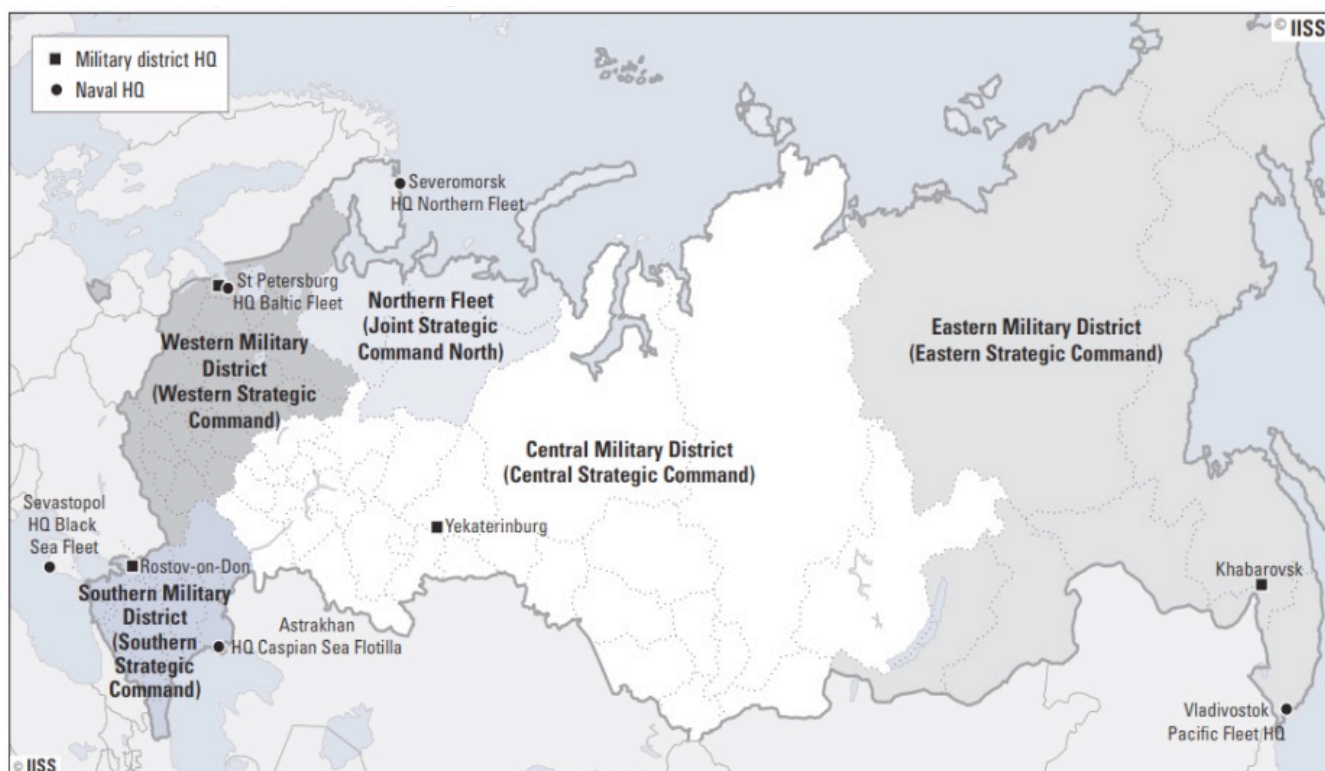 © IISS
Military district HQ
Naval HQ
Severomorsk
HQ Northern Fleet
St Petersburg
HQ Baltic Fleet
Northern Fleet
(Joint Strategic
Command North)
Western Military
District
(Western Strategic
Command)
Eastern Military District
(Eastern Strategic Command)
Central Military District
(Central Strategic Command)
Sevastopol
HQ Black
Sea Fleet
Yekaterinburg
Rostov-on-Don
Southern Military
District
(Southern
Strategic
Command)
Astrakhan
HQ Caspian Sea Flotilla
Khabarovsk
Vladivostok
Pacific Fleet HQ
© IISS